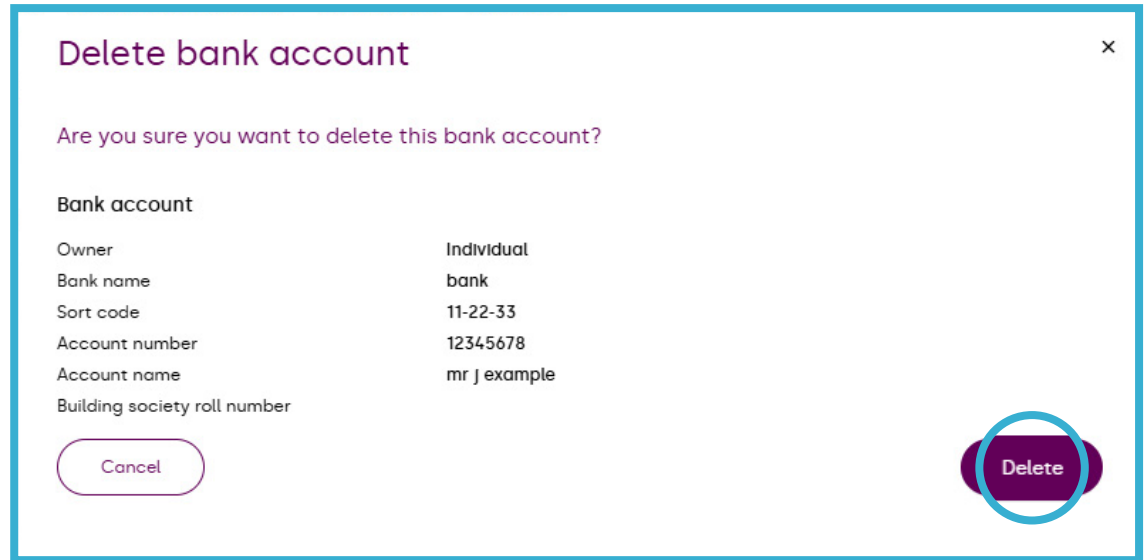 Delete bank account
×
Are you sure you want to delete this bank account?
Bank account
Owner Individual
Bank name bank
Sort code 11-22-33
Account number 12345678
Account name mr j example
Building society roll number
Cancel Delete